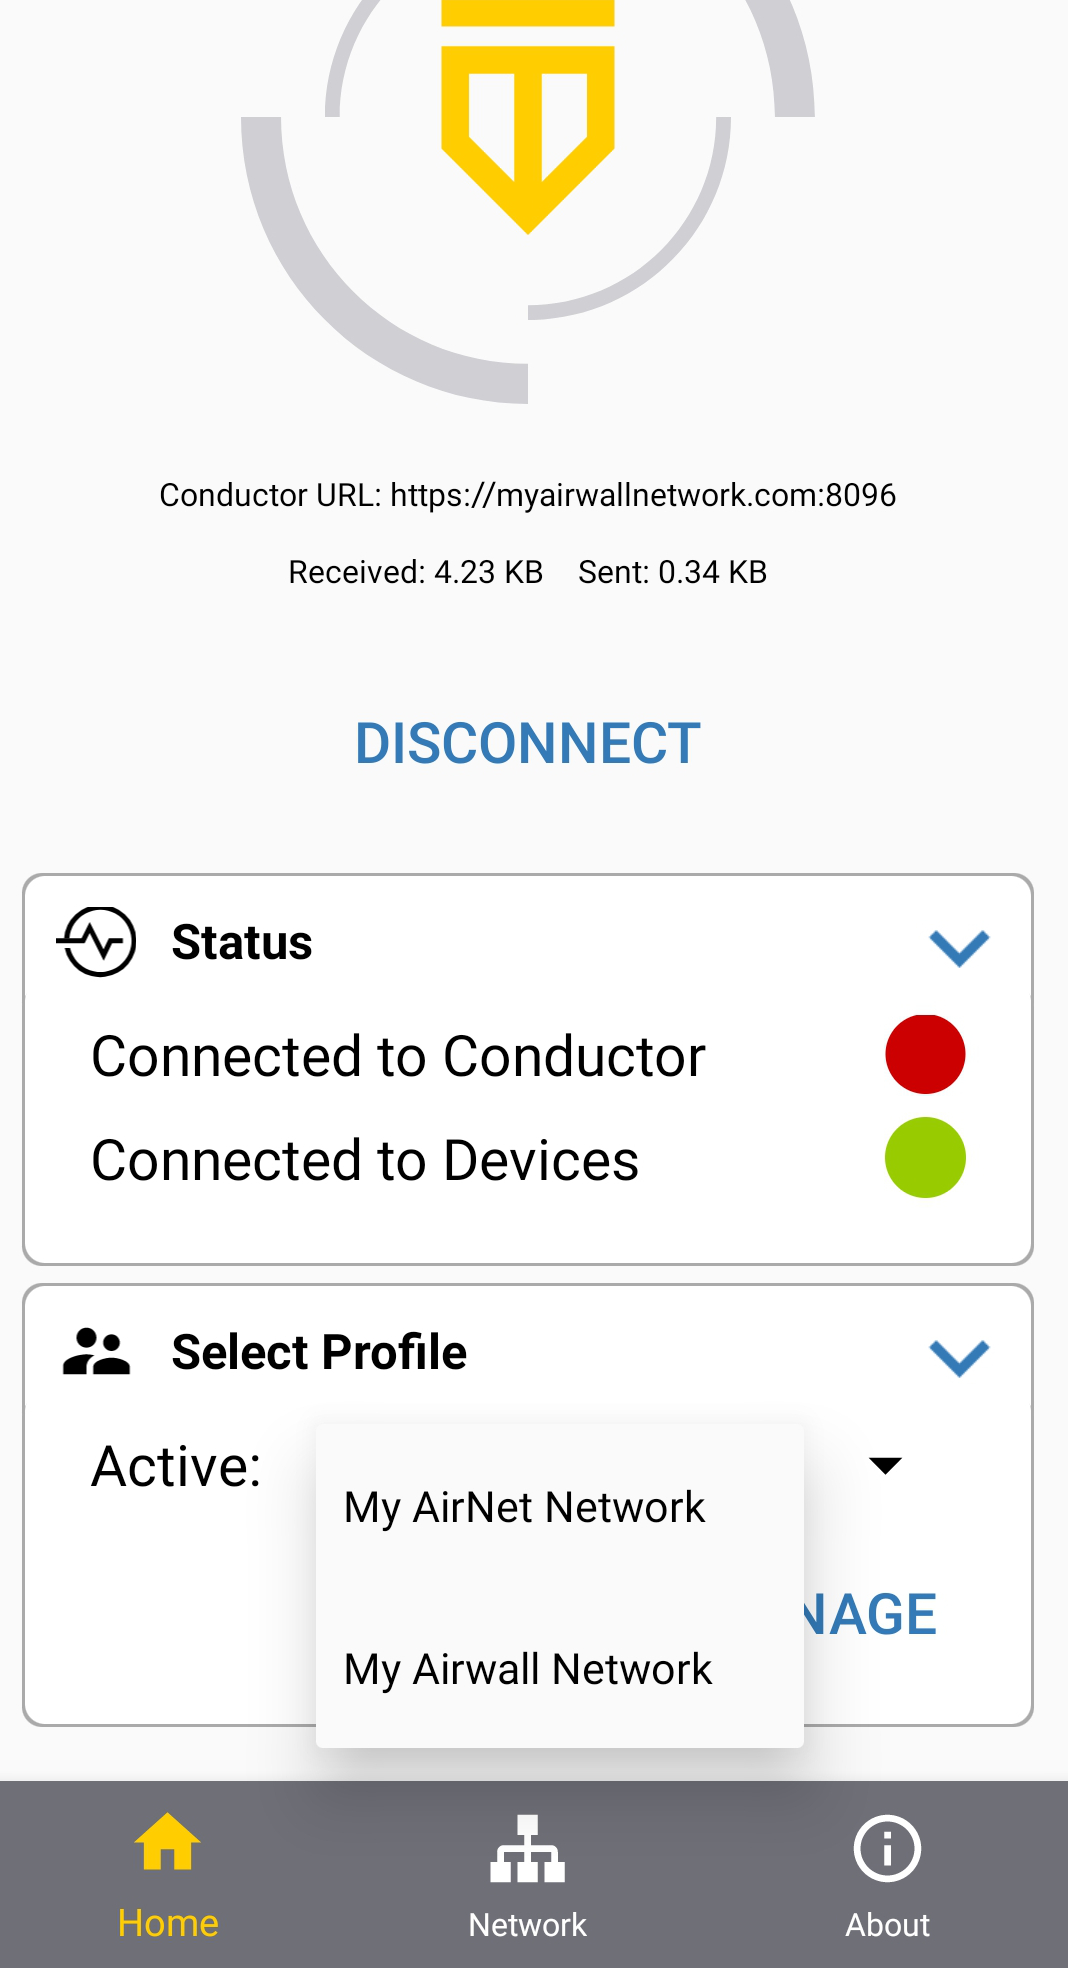 Conductor URL: https://myairwallnetwork.com:8096
Received: 4.23 KB Sent: 0.34 KB
DISCONNECT
Status
Connected to Conductor
Connected to Devices
Select Profile
Active:
My AirNet Network
NAGE
My Airwall Network
Home
Network
About